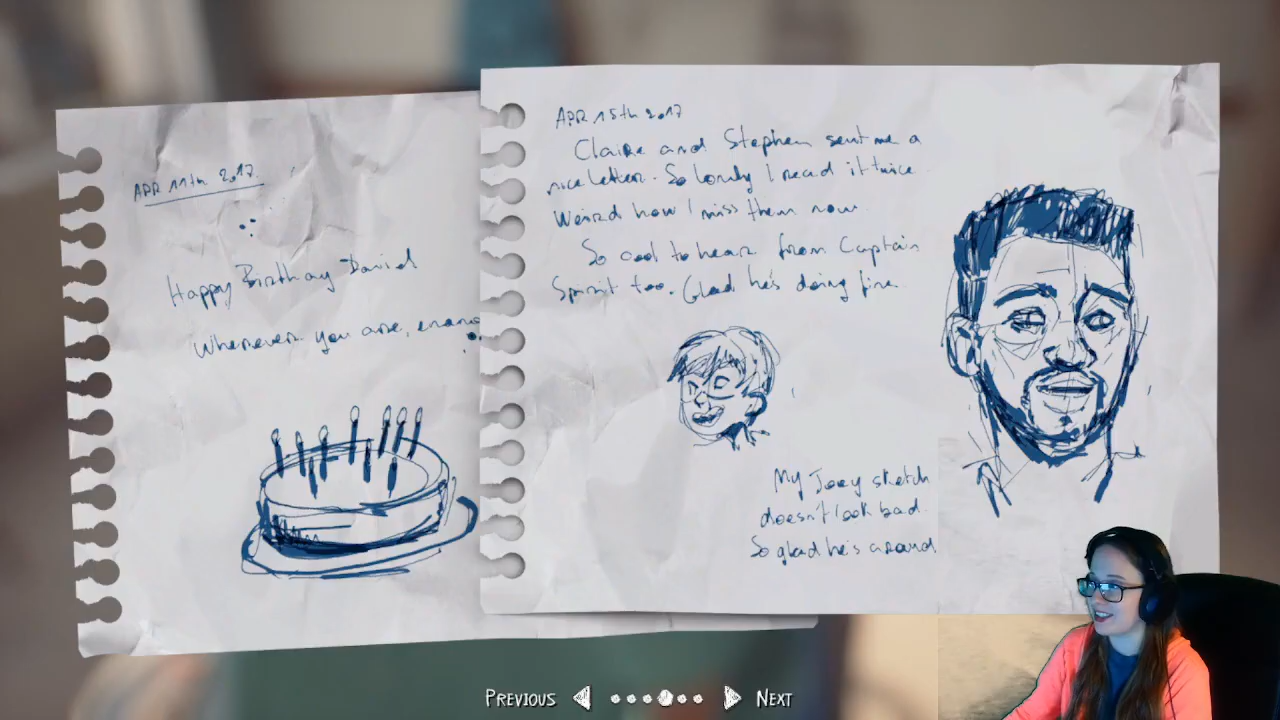 APR 11th 2017.
Happy Birthday David
Wherever you are,
APR 15th 2017
Claire and Stephen sent me a
nice letter. So lonely I read it twice
Weird how I miss them now
So cool to hear from Captain
Spirit too. Glad he's doing fine.
My Joey sketch
doesn't look bad.
So glad he's around
PREVIOUS
NEXT